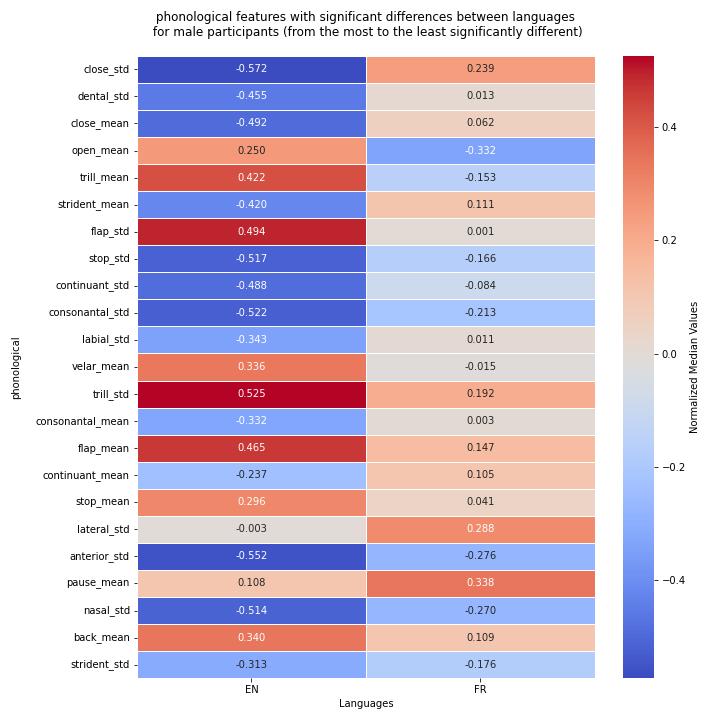 phonological features with significant differences between languages
for male participants (from the most to the least significantly different)
close_std -0.572 0.239
dental_std -0.455 0.013
close_mean -0.492 0.062
open_mean 0.250 -0.332
trill_mean 0.422 -0.153
strident_mean -0.420 0.111
flap_std 0.494 0.001
stop_std -0.517 -0.166
continuant_std -0.488 -0.084
consonantal_std -0.522 -0.213
labial_std -0.343 0.011
velar_mean 0.336 -0.015
trill_std 0.525 0.192
consonantal_mean -0.332 0.003
flap_mean 0.465 0.147
continuant_mean -0.237 0.105
stop_mean 0.296 0.041
lateral_std -0.003 0.288
anterior_std -0.552 -0.276
pause_mean 0.108 0.338
nasal_std -0.514 -0.270
back_mean 0.340 0.109
strident_std -0.313 -0.176
EN FR
Languages
phonological
0.4
0.2
0.0
−0.2
−0.4
Normalized Median Values